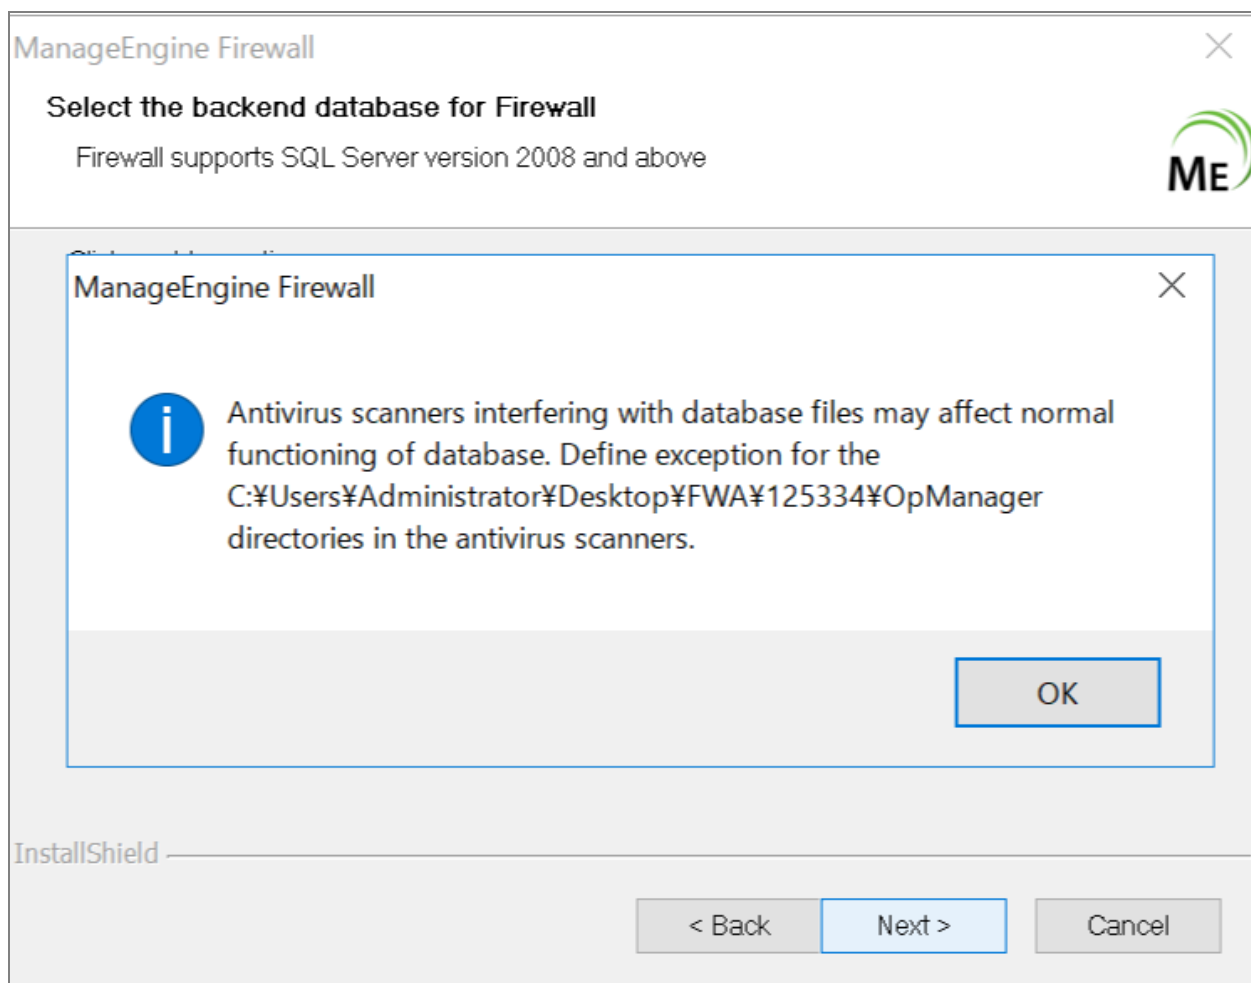 ManageEngine Firewall
Select the backend database for Firewall
Firewall supports SQL Server version 2008 and above
ME
ManageEngine Firewall
Antivirus scanners interfering with database files may affect normal
functioning of database. Define exception for the
C:¥Users¥Administrator¥Desktop¥FWA¥125334¥OpManager
directories in the antivirus scanners.
OK
InstallShield
< Back
Next >
Cancel